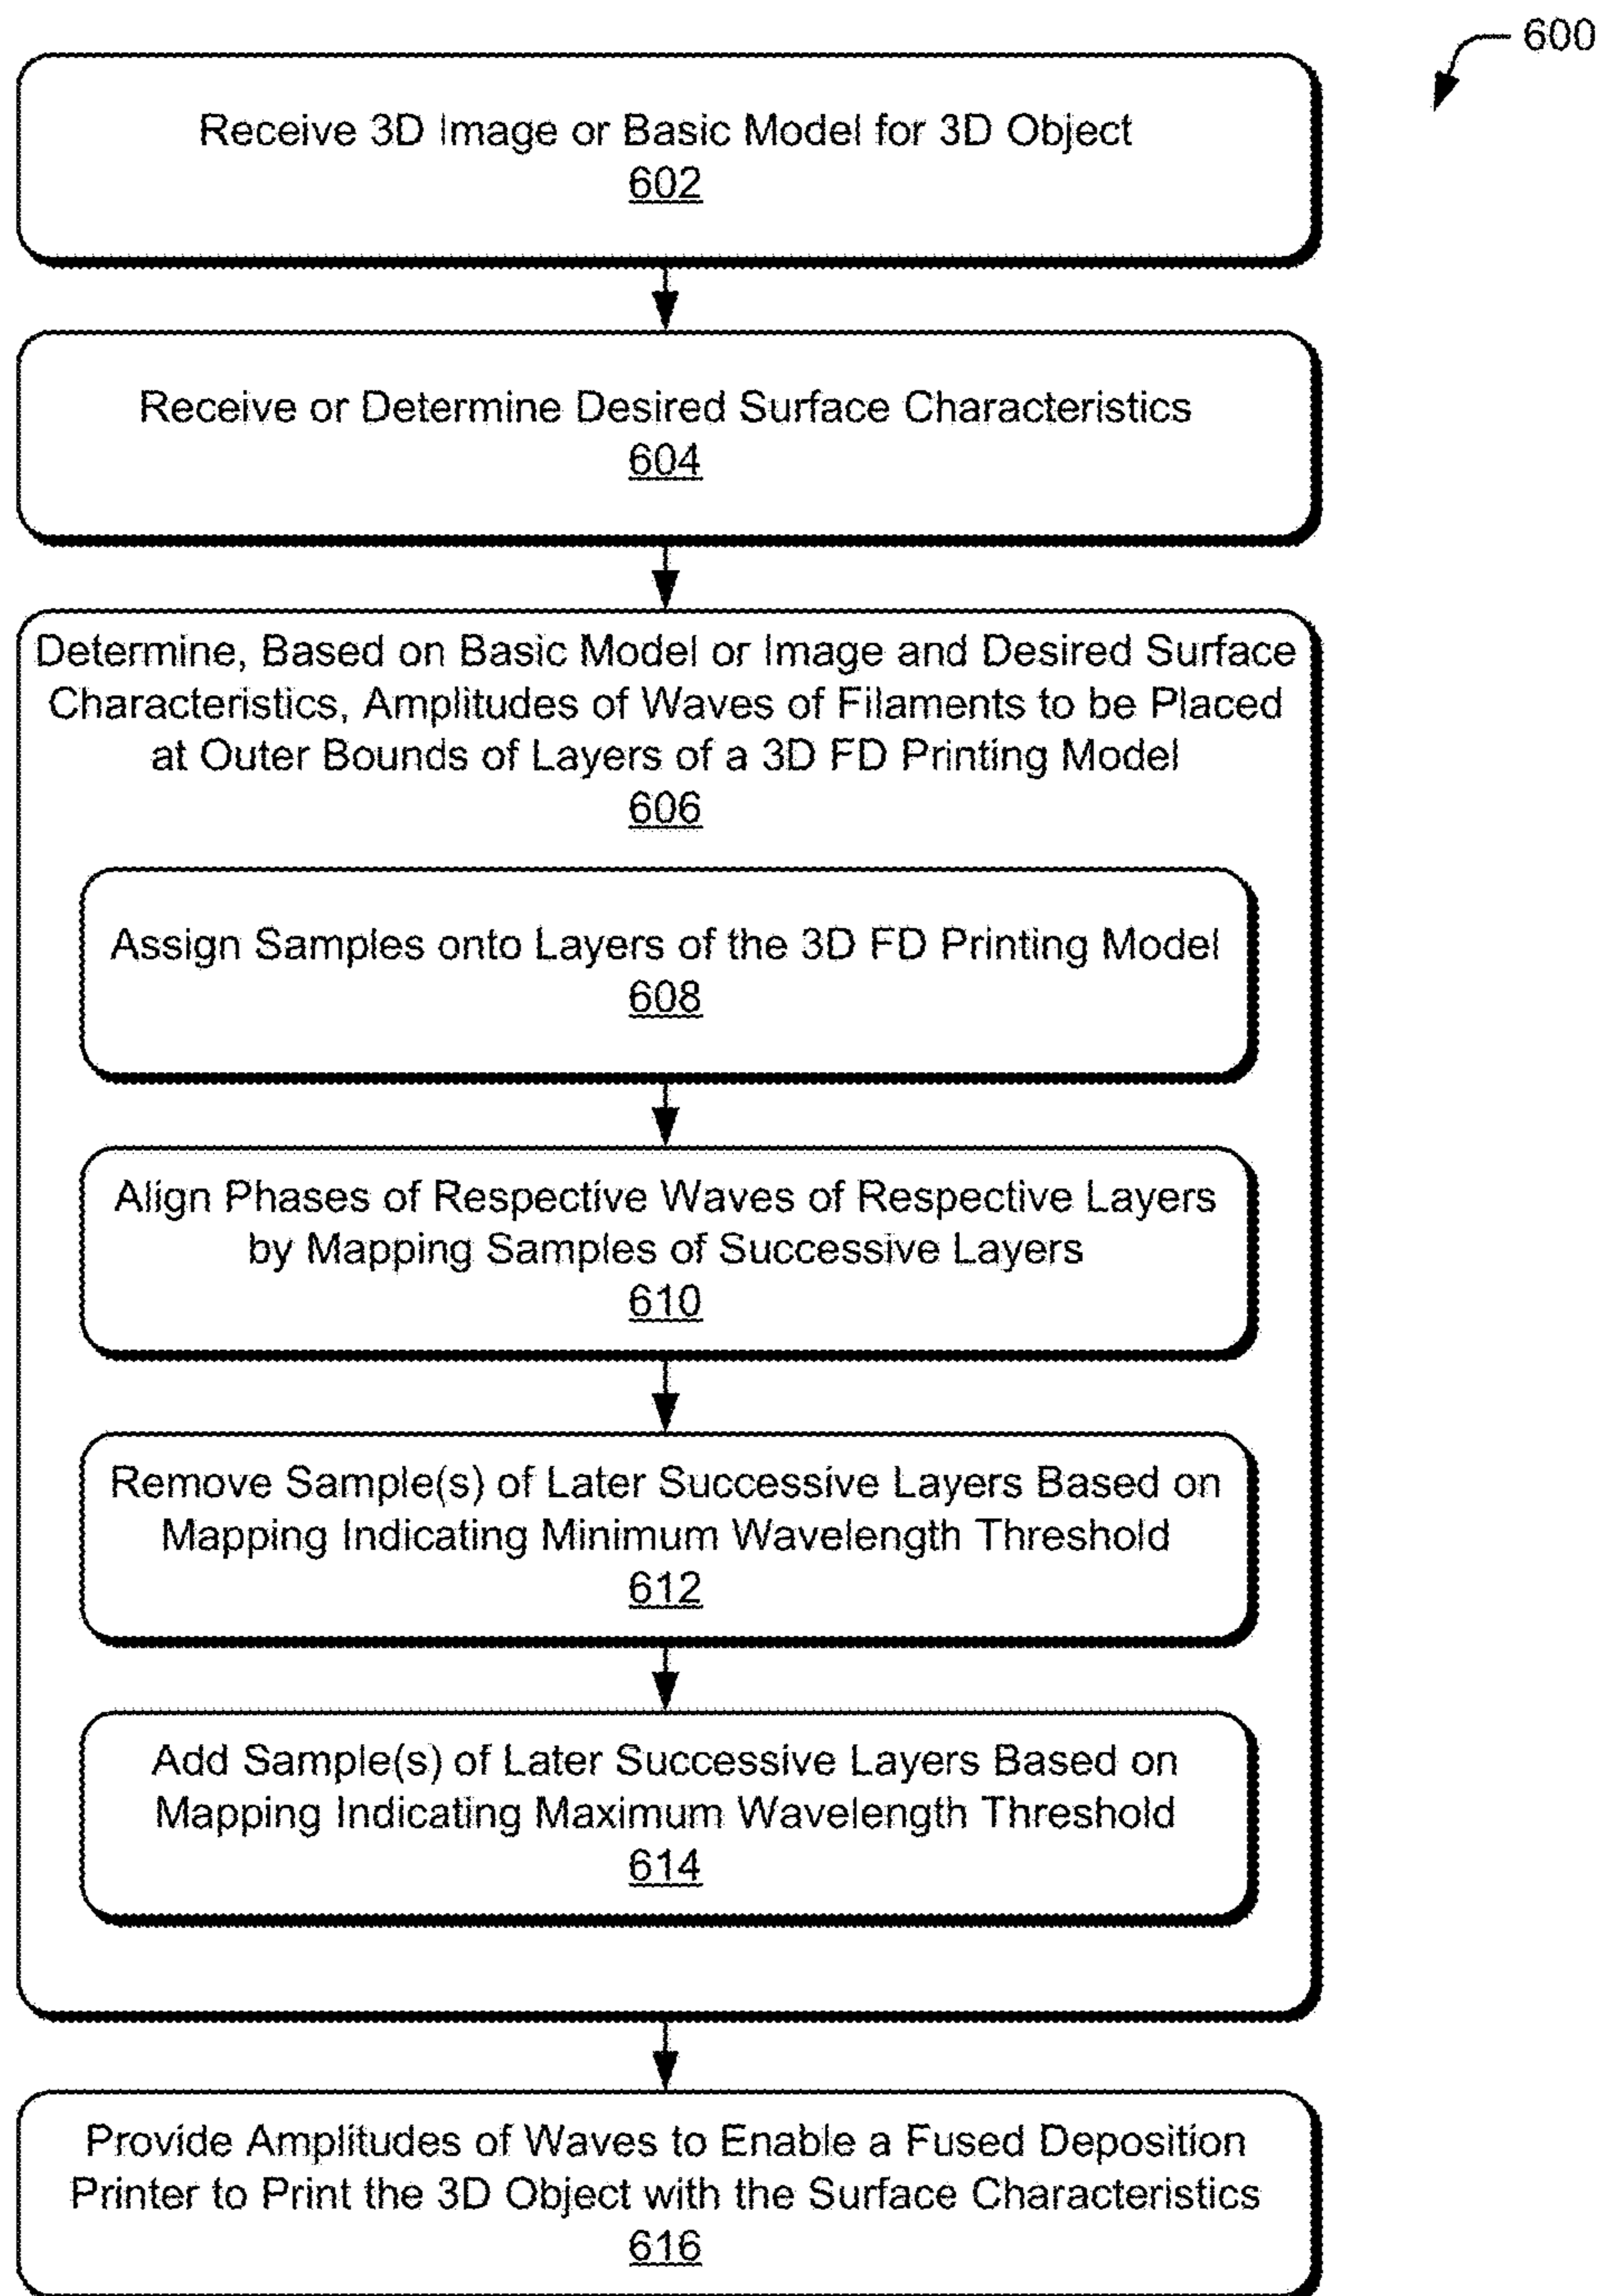 600
Receive 3D Image or Basic Model for 3D Object
602
Receive or Determine Desired Surface Characteristics
604
Determine, Based on Basic Model or Image and Desired Surface
Characteristics, Amplitudes of Waves of Filaments to be Placed
at Outer Bounds of Layers of a 3D FD Printing Model
606
Assign Samples onto Layers of the 3D FD Printing Model
608
Align Phases of Respective Waves of Respective Layers
by Mapping Samples of Successive Layers
610
Remove Sample(s) of Later Successive Layers Based on
Mapping Indicating Minimum Wavelength Threshold
612
Add Sample(s) of Later Successive Layers Based on
Mapping Indicating Maximum Wavelength Threshold
614
Provide Amplitudes of Waves to Enable a Fused Deposition
Printer to Print the 3D Object with the Surface Characteristics
616